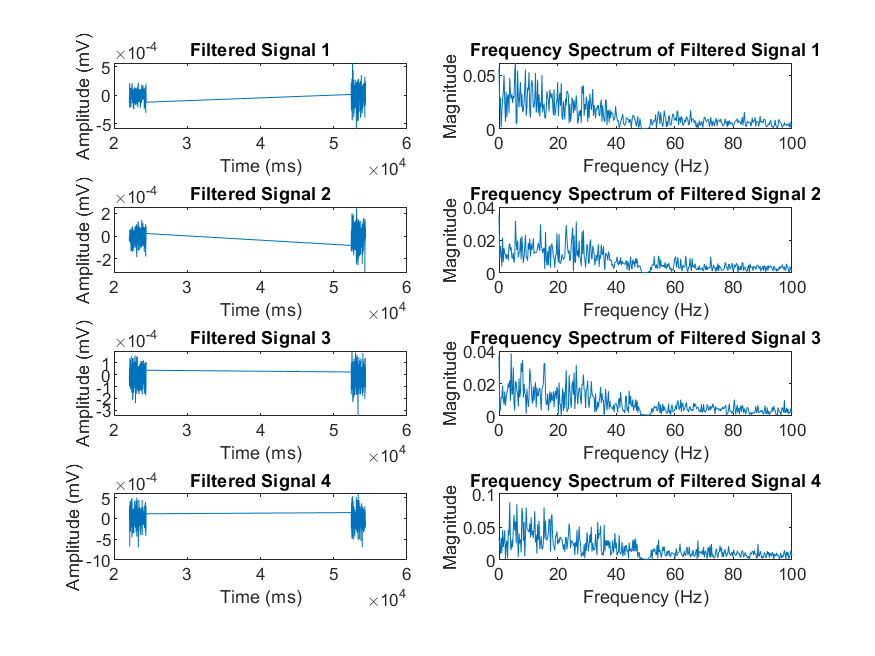 Filtered Signal 1
×10⁻⁴
Amplitude (mV)
5
0
-5
2 3 4 5 6
Time (ms)
×10⁴
Frequency Spectrum of Filtered Signal 1
Magnitude
0.05
0
0 20 40 60 80 100
Frequency (Hz)
Filtered Signal 2
×10⁻⁴
Amplitude (mV)
2
0
-2
2 3 4 5 6
Time (ms)
×10⁴
Frequency Spectrum of Filtered Signal 2
Magnitude
0.04
0.02
0
0 20 40 60 80 100
Frequency (Hz)
Filtered Signal 3
×10⁻⁴
Amplitude (mV)
1
0
-1
-2
-3
2 3 4 5 6
Time (ms)
×10⁴
Frequency Spectrum of Filtered Signal 3
Magnitude
0.04
0.02
0
0 20 40 60 80 100
Frequency (Hz)
Filtered Signal 4
×10⁻⁴
Amplitude (mV)
5
0
-5
-10
2 3 4 5 6
Time (ms)
×10⁴
Frequency Spectrum of Filtered Signal 4
Magnitude
0.1
0.05
0
0 20 40 60 80 100
Frequency (Hz)